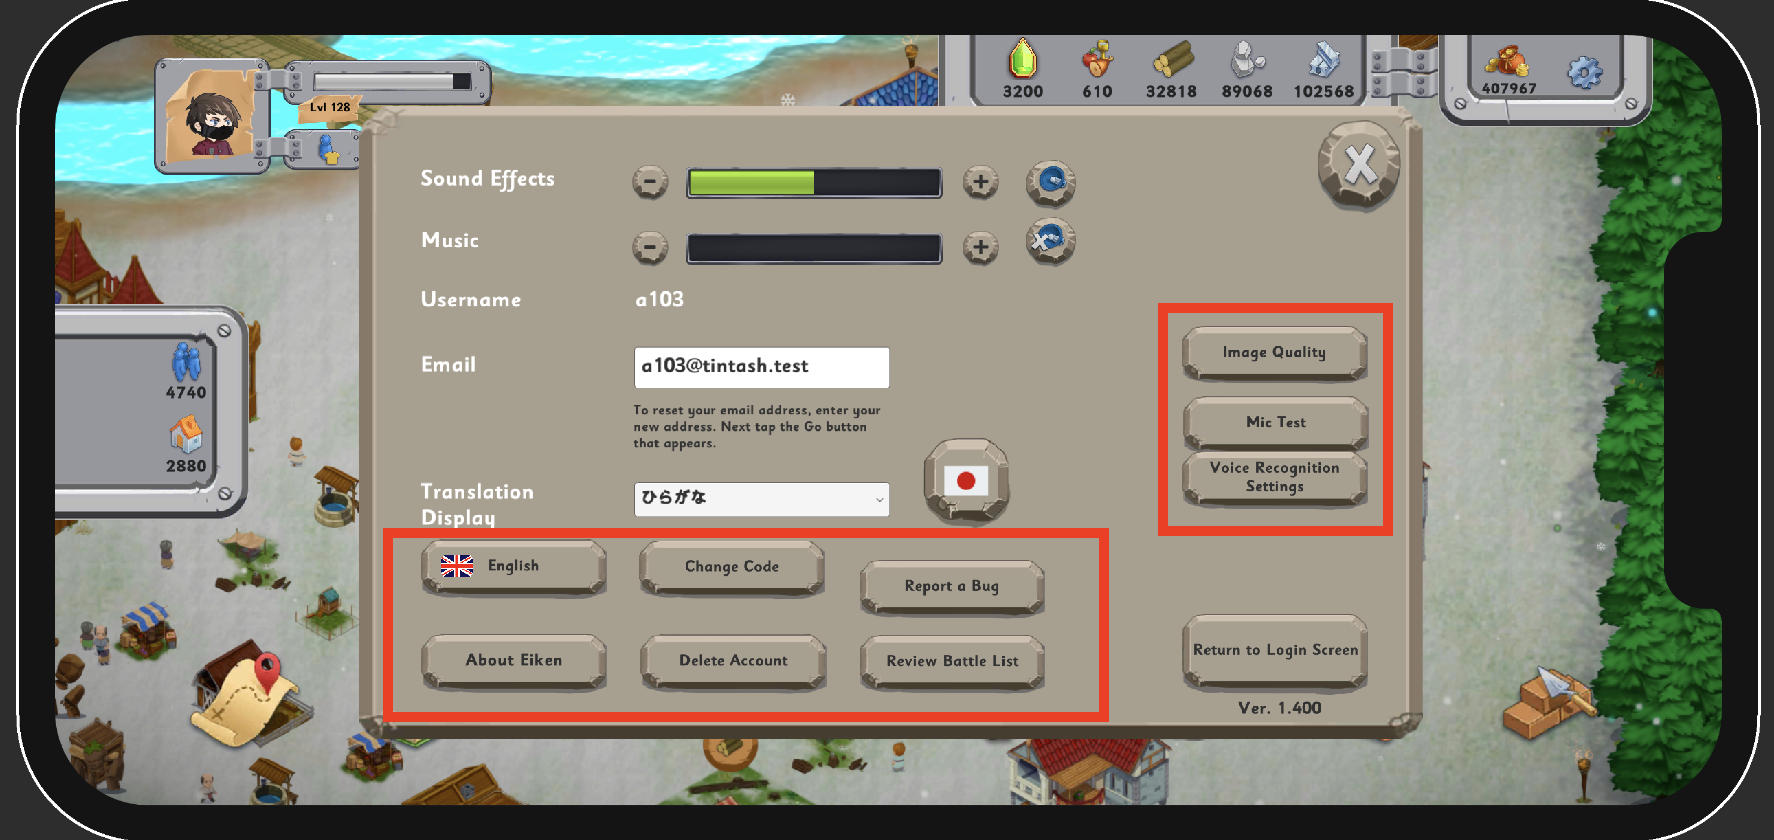 Lvl 128
3200
610
32818
89068
102568
407967
Sound Effects
Music
Username
a103
Email
a103@tintash.test
To reset your email address, enter your
new address. Next tap the Go button
that appears.
Translation
Display
ひらがな
4740
2880
Image Quality
Mic Test
Voice Recognition
Settings
English
Change Code
Report a Bug
About Eiken
Delete Account
Review Battle List
Return to Login Screen
Ver. 1.400